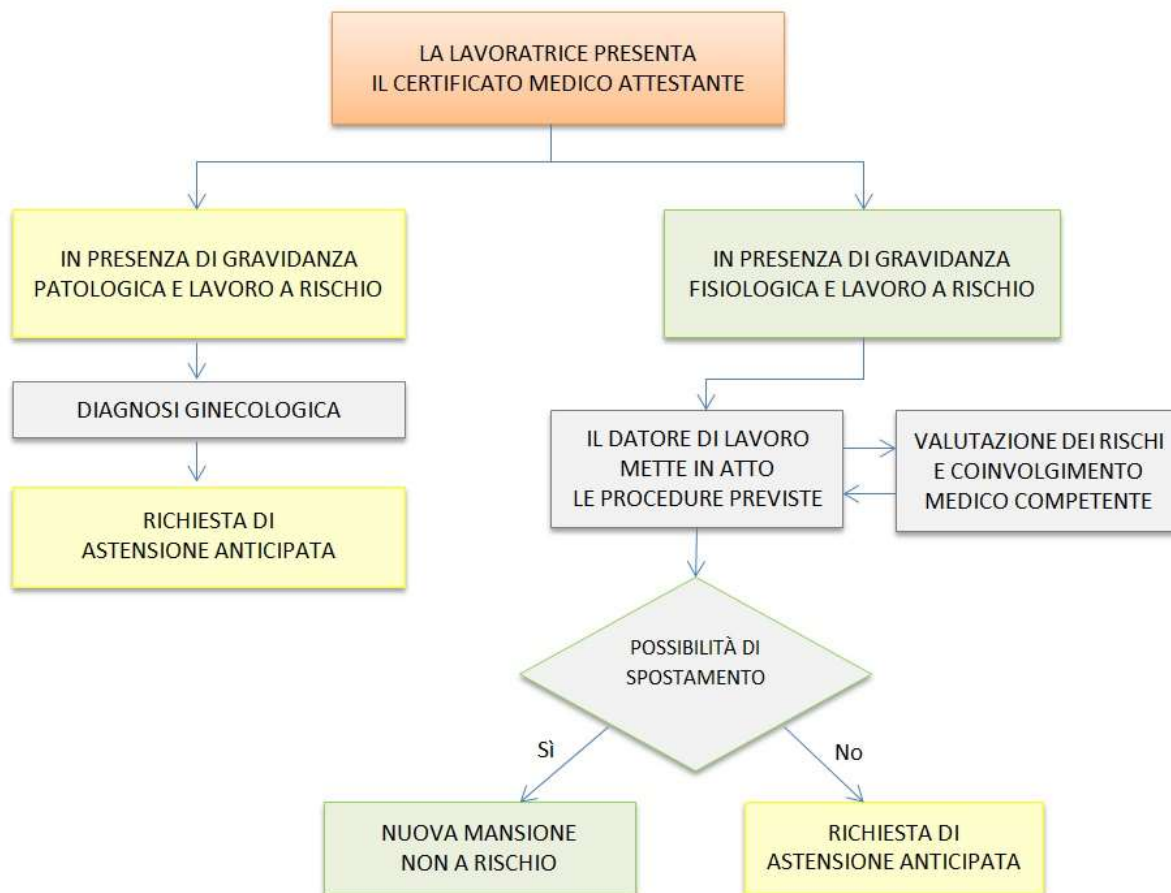 LA LAVORATRICE PRESENTA
IL CERTIFICATO MEDICO ATTESTANTE
IN PRESENZA DI GRAVIDANZA
PATOLOGICA E LAVORO A RISCHIO
DIAGNOSI GINECOLOGICA
RICHIESTA DI
ASTENSIONE ANTICIPATA
IN PRESENZA DI GRAVIDANZA
FISIOLOGICA E LAVORO A RISCHIO
IL DATORE DI LAVORO
METTE IN ATTO
LE PROCEDURE PREVISTE
VALUTAZIONE DEI RISCHI
E COINVOLGIMENTO
MEDICO COMPETENTE
POSSIBILITÀ DI
SPOSTAMENTO
Sì
No
NUOVA MANSIONE
NON A RISCHIO
RICHIESTA DI
ASTENSIONE ANTICIPATA